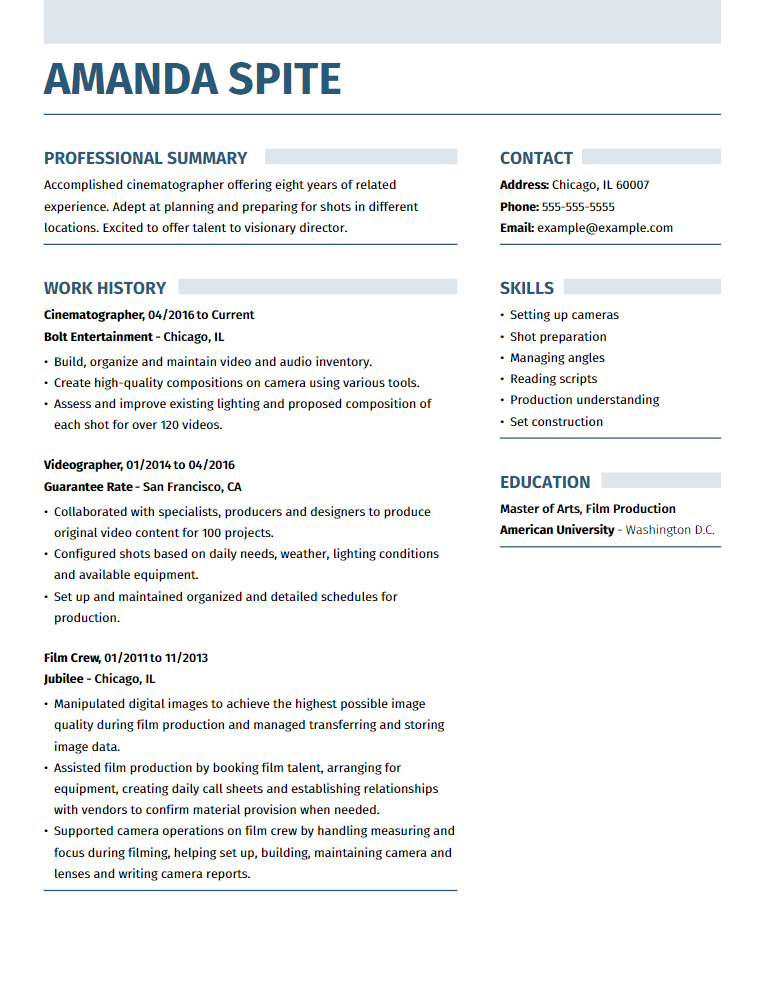 AMANDA SPITE
PROFESSIONAL SUMMARY
Accomplished cinematographer offering eight years of related
experience. Adept at planning and preparing for shots in different
locations. Excited to offer talent to visionary director.
WORK HISTORY
Cinematographer, 04/2016 to Current
Bolt Entertainment - Chicago, IL
• Build, organize and maintain video and audio inventory.
• Create high-quality compositions on camera using various tools.
• Assess and improve existing lighting and proposed composition of
each shot for over 120 videos.
Videographer, 01/2014 to 04/2016
Guarantee Rate - San Francisco, CA
• Collaborated with specialists, producers and designers to produce
original video content for 100 projects.
• Configured shots based on daily needs, weather, lighting conditions
and available equipment.
• Set up and maintained organized and detailed schedules for
production.
Film Crew, 01/2011 to 11/2013
Jubilee - Chicago, IL
• Manipulated digital images to achieve the highest possible image
quality during film production and managed transferring and storing
image data.
• Assisted film production by booking film talent, arranging for
equipment, creating daily call sheets and establishing relationships
with vendors to confirm material provision when needed.
• Supported camera operations on film crew by handling measuring and
focus during filming, helping set up, building, maintaining camera and
lenses and writing camera reports.
CONTACT
Address: Chicago, IL 60007
Phone: 555-555-5555
Email: example@example.com
SKILLS
• Setting up cameras
• Shot preparation
• Managing angles
• Reading scripts
• Production understanding
• Set construction
EDUCATION
Master of Arts, Film Production
American University - Washington D.C.